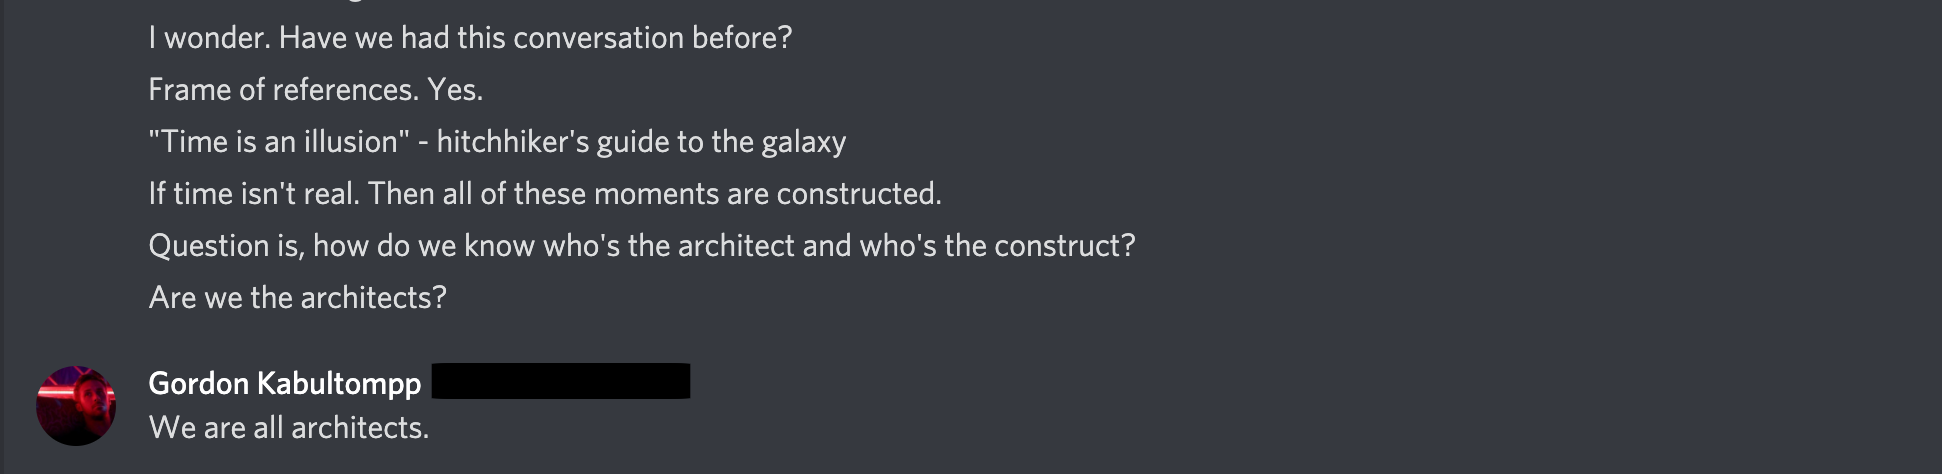 I wonder. Have we had this conversation before?
Frame of references. Yes.
"Time is an illusion" - hitchhiker's guide to the galaxy
If time isn't real. Then all of these moments are constructed.
Question is, how do we know who's the architect and who's the construct?
Are we the architects?
Gordon Kabultompp
We are all architects.